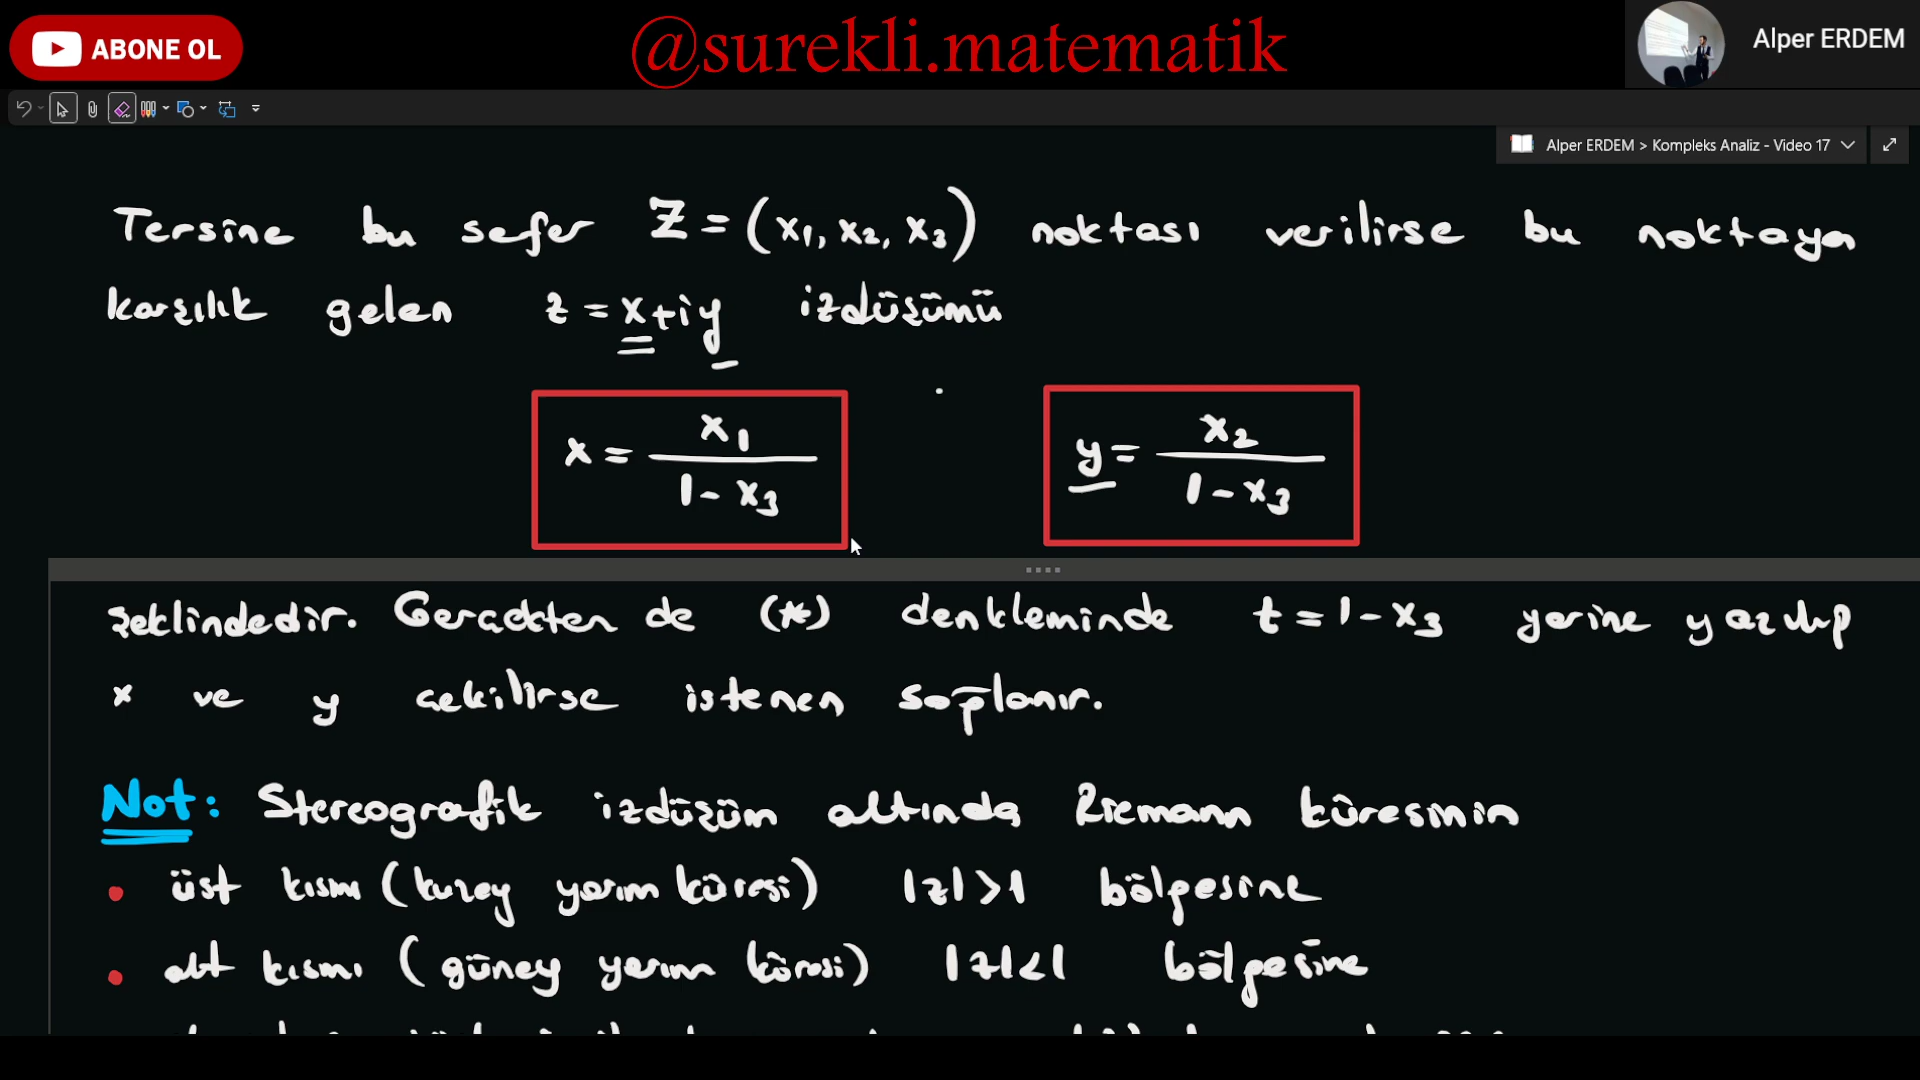 ABONE OL
@surekli.matematik
Alper ERDEM
Alper ERDEM > Kompleks Analiz - Video 17
Tersine bu sefer Z = (x₁, x₂, x₃) noktası verilirse bu noktaya
karşılık gelen z = x+iy izdüşümü
x = x₁ / (1 - x₃) y = x₂ / (1 - x₃)
şeklindedir. Gerçekten de (*) denkleminde t = 1 - x₃ yerine yazılıp
x ve y çekilirse istenen sağlanır.
Not: Stereografik izdüşüm altında Riemann küresinin
• üst kısmı (kuzey yarım küresi) |z| > 1 bölgesine
• alt kısmı (güney yarım küresi) |z| < 1 bölgesine